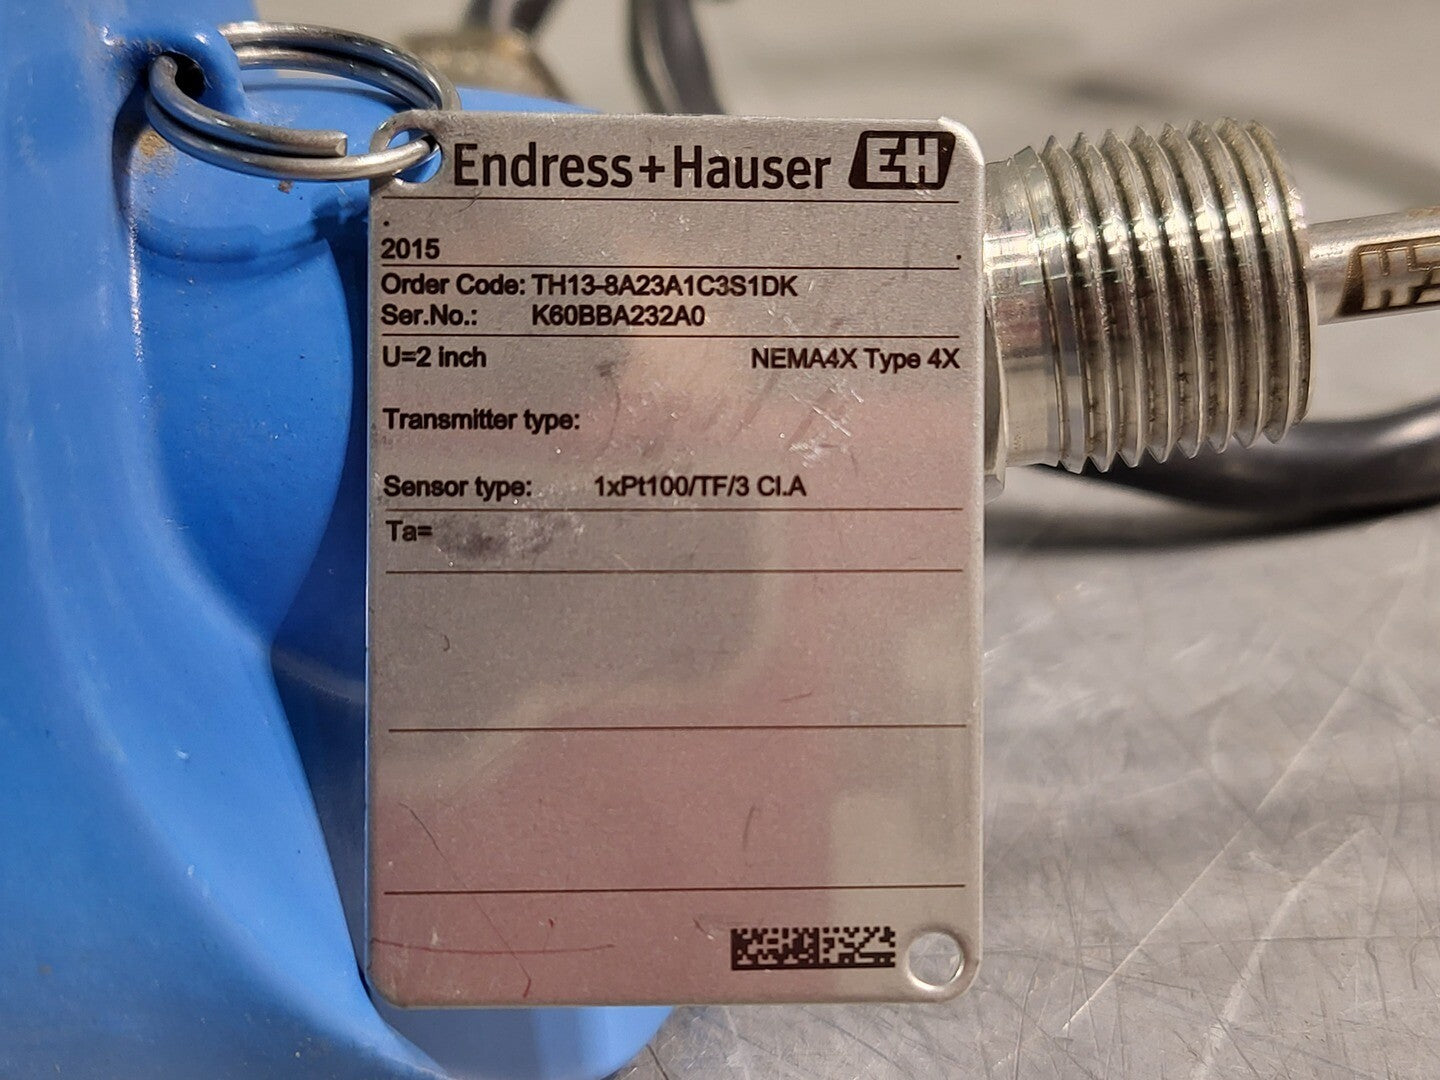 Endress+Hauser EH
.
2015 .
Order Code: TH13-8A23A1C3S1DK
Ser.No.: K60BBA232A0
U=2 inch NEMA4X Type 4X
Transmitter type:
Sensor type: 1xPt100/TF/3 Cl.A
Ta=